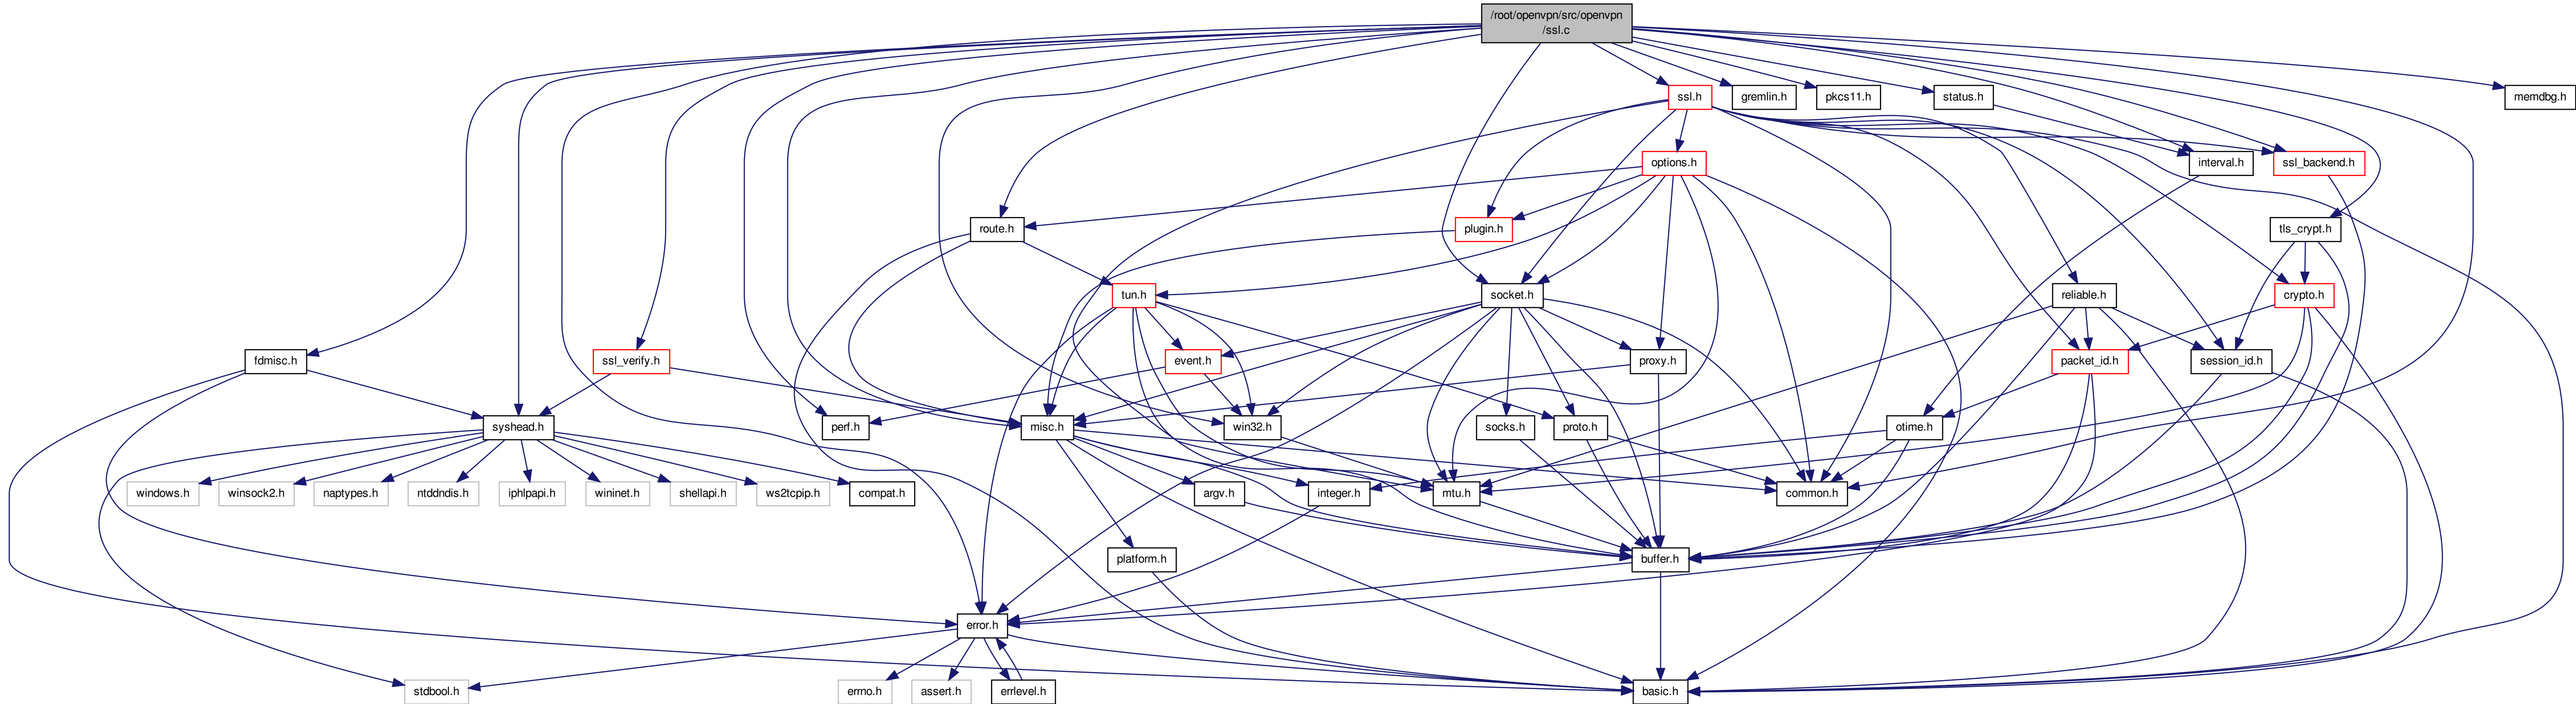 /root/openvpn/src/openvpn
/ssl.c
ssl.h
gremlin.h
pkcs11.h
status.h
memdbg.h
options.h
interval.h
ssl_backend.h
route.h
plugin.h
tls_crypt.h
tun.h
socket.h
reliable.h
crypto.h
fdmisc.h
ssl_verify.h
event.h
proxy.h
packet_id.h
session_id.h
syshead.h
perf.h
misc.h
win32.h
socks.h
proto.h
otime.h
windows.h
winsock2.h
naptypes.h
ntddndis.h
iphlpapi.h
wininet.h
shellapi.h
ws2tcpip.h
compat.h
argv.h
integer.h
mtu.h
common.h
platform.h
buffer.h
error.h
stdbool.h
errno.h
assert.h
errlevel.h
basic.h